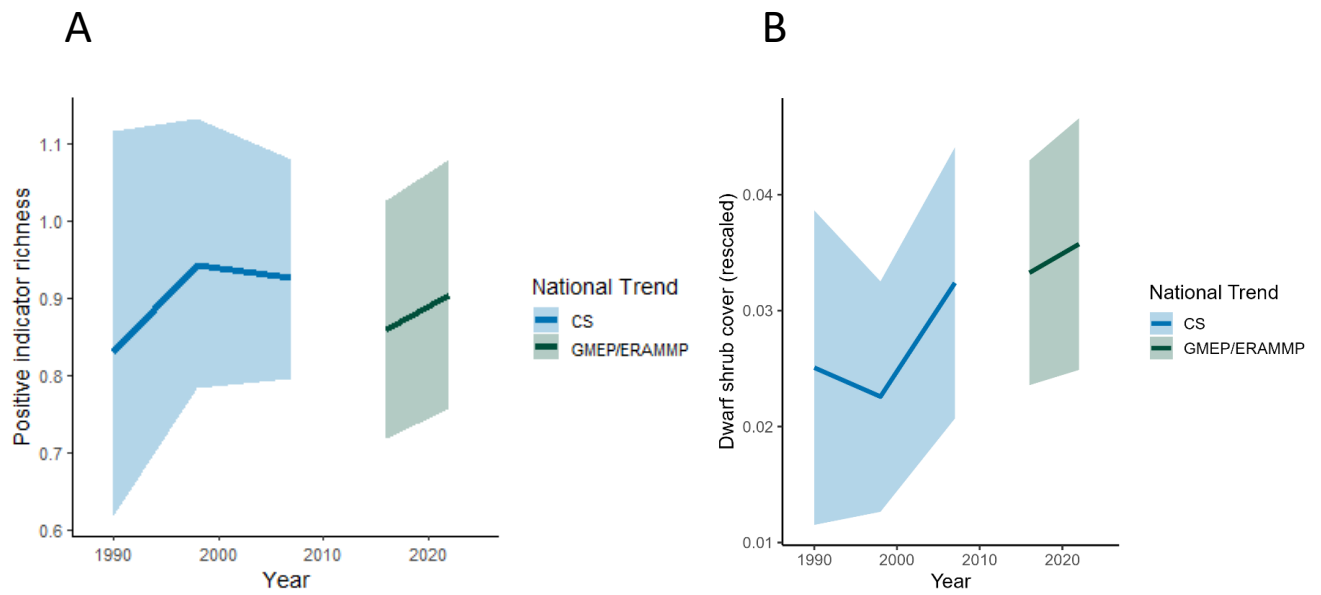 A
Positive indicator richness
1.1
1.0
0.9
0.8
0.7
0.6
1990
2000
2010
2020
Year
National Trend
CS
GMEP/ERAMMP
B
Dwarf shrub cover (rescaled)
0.04
0.03
0.02
0.01
1990
2000
2010
2020
Year
National Trend
CS
GMEP/ERAMMP